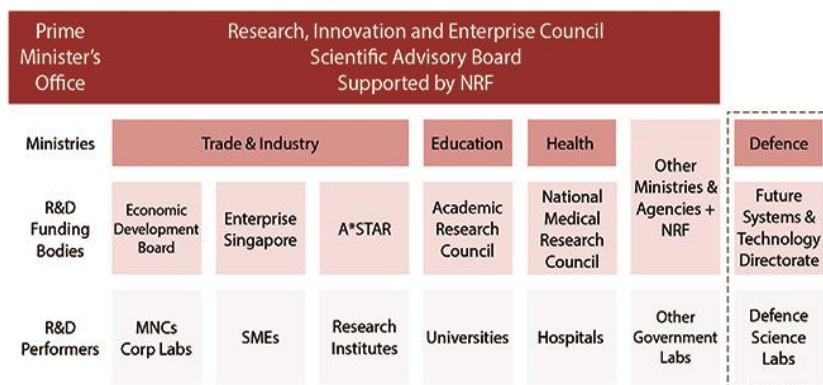 Prime
Minister's
Office
Research, Innovation and Enterprise Council
Scientific Advisory Board
Supported by NRF
Ministries
Trade & Industry
Education
Health
Other
Ministries &
Agencies +
NRF
Defence
R&D
Funding
Bodies
Economic
Development
Board
Enterprise
Singapore
A*STAR
Academic
Research
Council
National
Medical
Research
Council
Future
Systems &
Technology
Directorate
R&D
Performers
MNCs
Corp Labs
SMEs
Research
Institutes
Universities
Hospitals
Other
Government
Labs
Defence
Science
Labs